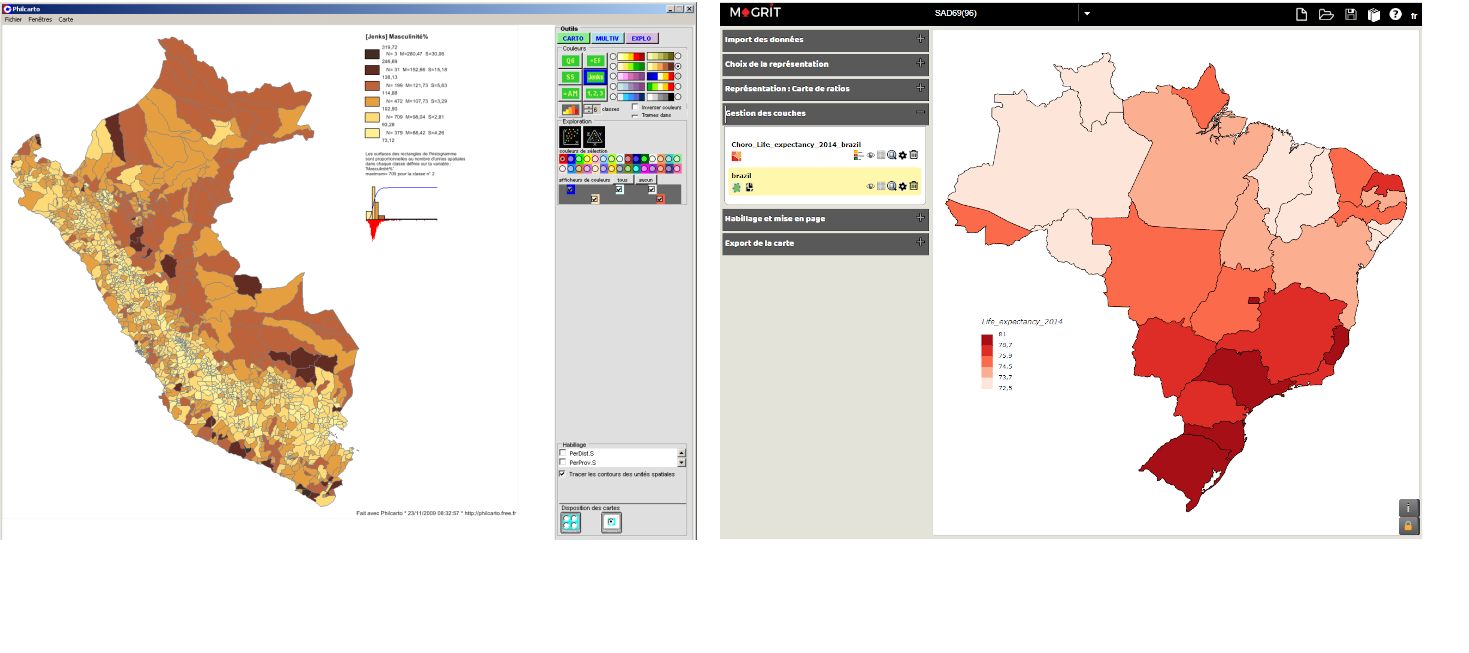 Philcarto
Fichier Fenêtres Carte
[Jenks] Masculinité%
319,72
N= 3 M=280,47 S=30,86
246,69
N= 31 M=152,66 S=15,18
138,13
N= 199 M=121,73 S=5,63
114,88
N= 472 M=107,73 S=3,29
102,90
N= 709 M=98,04 S=2,81
93,28
N= 379 M=88,42 S=4,26
73,12
Les surfaces des rectangles de l'histogramme
sont proportionnelles au nombre d'unités spatiales
dans chaque classe définie sur la variable :
'Masculinité%'
maximum= 709 pour la classe n° 2
Fait avec Philcarto * 23/11/2009 08:32:57 * http://philcarto.free.fr
Outils
CARTO MULTIV EXPLO
Couleurs
Q6 =EF
S5 Jenks
=AM 1,2,3
6 classes
Inverser couleurs
Trames dans
Exploration
couleurs de sélection
afficheurs de couleurs tous aucun
Habillage
PerDist.S
PerProv.S
Tracer les contours des unités spatiales
Disposition des cartes
MAGRIT
SAD69(96)
fr
Import des données
Choix de la représentation
Représentation : Carte de ratios
Gestion des couches
Choro_Life_expectancy_2014_brazil
brazil
Habillage et mise en page
Export de la carte
Life_expectancy_2014
81
78,7
75,9
74,5
73,7
72,5
i